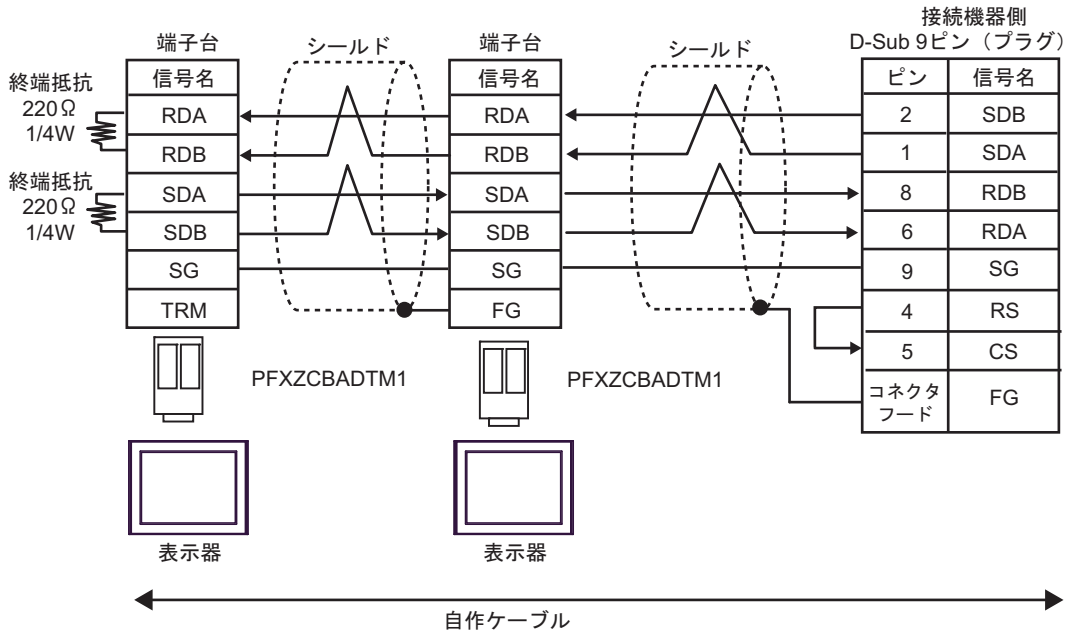 接続機器側
D-Sub 9ピン（プラグ）
端子台
シールド
端子台
シールド
終端抵抗
220Ω
1/4W
終端抵抗
220Ω
1/4W
信号名
RDA
RDB
SDA
SDB
SG
TRM
信号名
RDA
RDB
SDA
SDB
SG
FG
ピン 信号名
2 SDB
1 SDA
8 RDB
6 RDA
9 SG
4 RS
5 CS
コネクタ
フード
FG
PFXZCBADTM1
PFXZCBADTM1
表示器
表示器
自作ケーブル